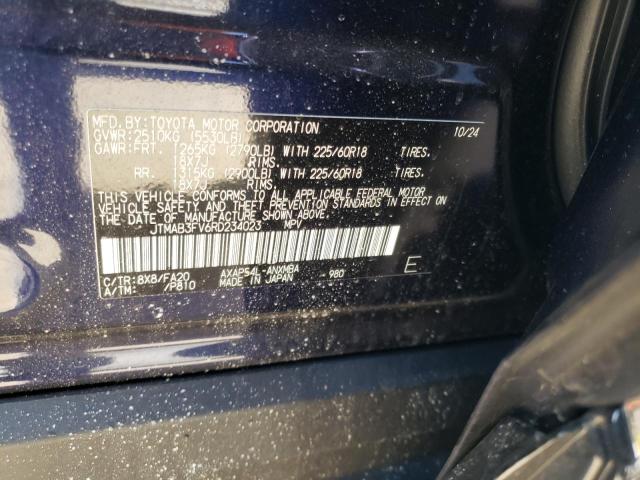 MFD.BY:TOYOTA MOTOR CORPORATION 10/24
GVWR:2510KG (5530LB)
GAWR:FRT. 1265KG (2790LB) WITH 225/60R18 TIRES.
18X7J RIMS.
RR. 1315KG (2900LB) WITH 225/60R18 TIRES.
18X7J RIMS.
THIS VEHICLE CONFORMS TO ALL APPLICABLE FEDERAL MOTOR
VEHICLE SAFETY AND THEFT PREVENTION STANDARDS IN EFFECT
ON THE DATE OF MANUFACTURE SHOWN ABOVE.
JTMAB3FV6RD234023 MPV
C/TR:8X8/FA20 AXAP54L-ANXMBA 980 E
A/TM: /P810 MADE IN JAPAN